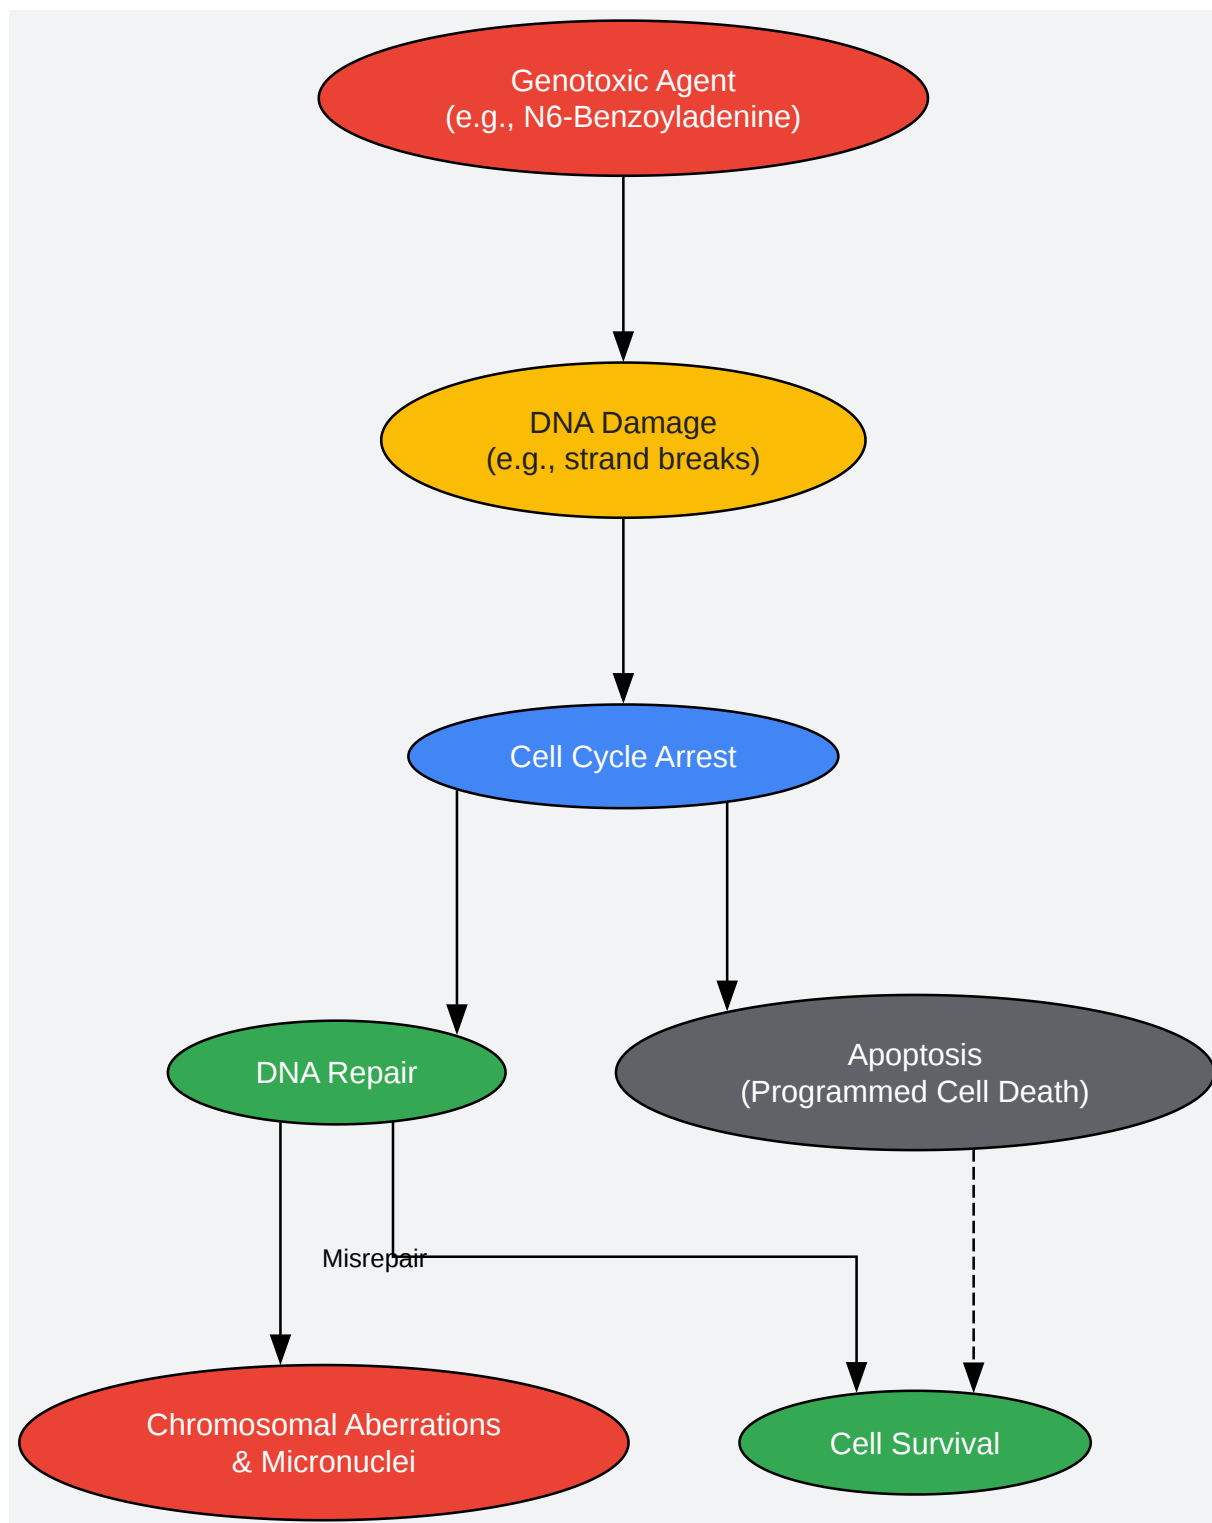 Genotoxic Agent
(e.g., N6-Benzoyladenine)
DNA Damage
(e.g., strand breaks)
Cell Cycle Arrest
DNA Repair
Apoptosis
(Programmed Cell Death)
Misrepair
Chromosomal Aberrations
& Micronuclei
Cell Survival